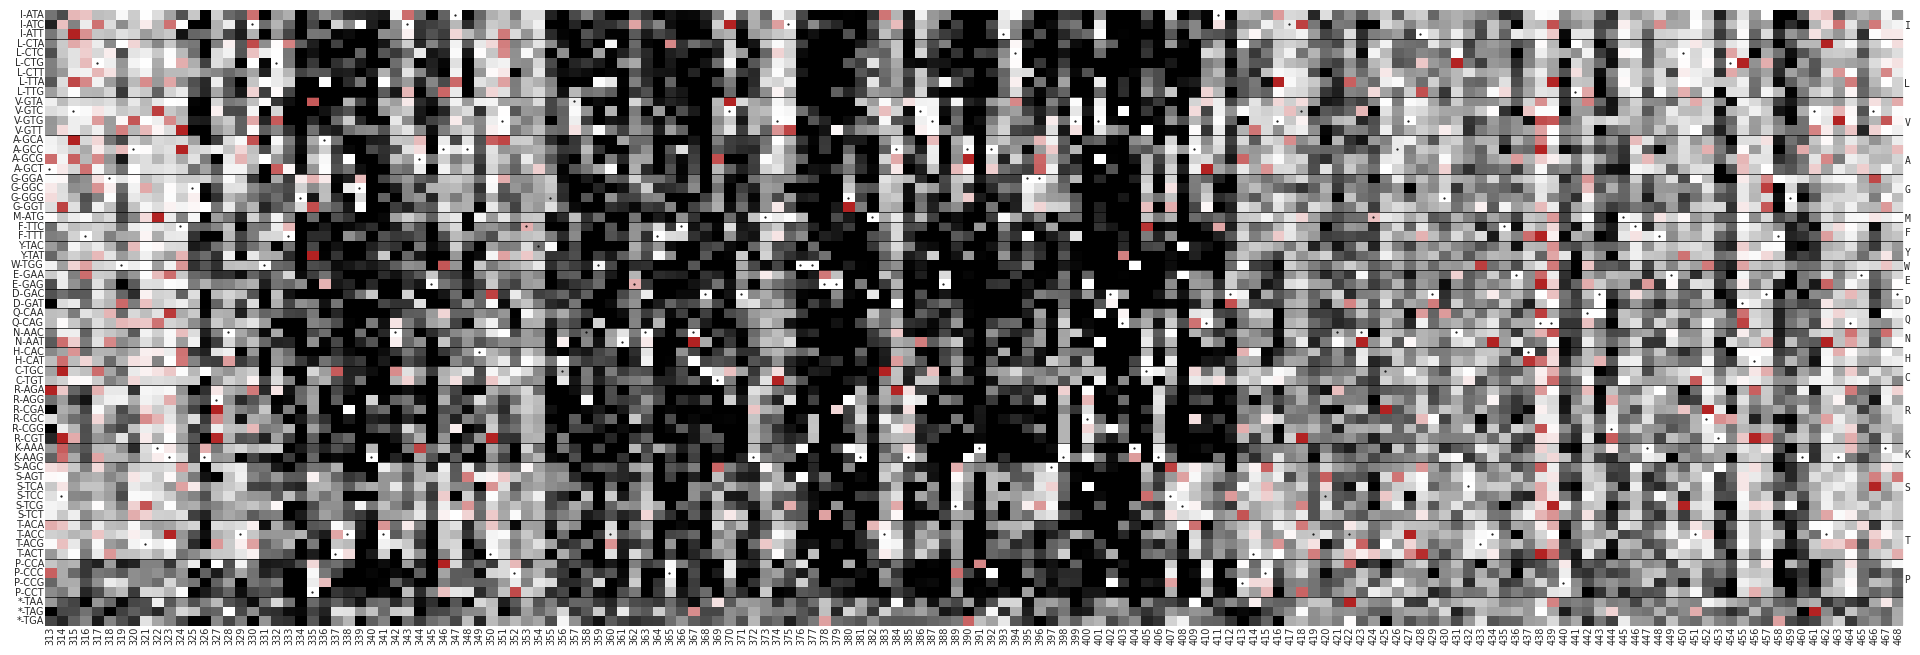 I-ATA
I-ATC
I-ATT
L-CTA
L-CTC
L-CTG
L-CTT
L-TTA
L-TTG
V-GTA
V-GTC
V-GTG
V-GTT
A-GCA
A-GCC
A-GCG
A-GCT
G-GGA
G-GGC
G-GGG
G-GGT
M-ATG
F-TTC
F-TTT
Y-TAC
Y-TAT
W-TGG
E-GAA
E-GAG
D-GAC
D-GAT
Q-CAA
Q-CAG
N-AAC
N-AAT
H-CAC
H-CAT
C-TGC
C-TGT
R-AGA
R-AGG
R-CGA
R-CGC
R-CGG
R-CGT
K-AAA
K-AAG
S-AGC
S-AGT
S-TCA
S-TCC
S-TCG
S-TCT
T-ACA
T-ACC
T-ACG
T-ACT
P-CCA
P-CCC
P-CCG
P-CCT
*-TAA
*-TAG
*-TGA
I
L
V
A
G
M
F
Y
W
E
D
Q
N
H
C
R
K
S
T
P
313 314 315 316 317 318 319 320 321 322 323 324 325 326 327 328 329 330 331 332 333 334 335 336 337 338 339 340 341 342 343 344 345 346 347 348 349 350 351 352 353 354 355 356 357 358 359 360 361 362 363 364 365 366 367 368 369 370 371 372 373 374 375 376 377 378 379 380 381 382 383 384 385 386 387 388 389 390 391 392 393 394 395 396 397 398 399 400 401 402 403 404 405 406 407 408 409 410 411 412 413 414 415 416 417 418 419 420 421 422 423 424 425 426 427 428 429 430 431 432 433 434 435 436 437 438 439 440 441 442 443 444 445 446 447 448 449 450 451 452 453 454 455 456 457 458 459 460 461 462 463 464 465 466 467 468